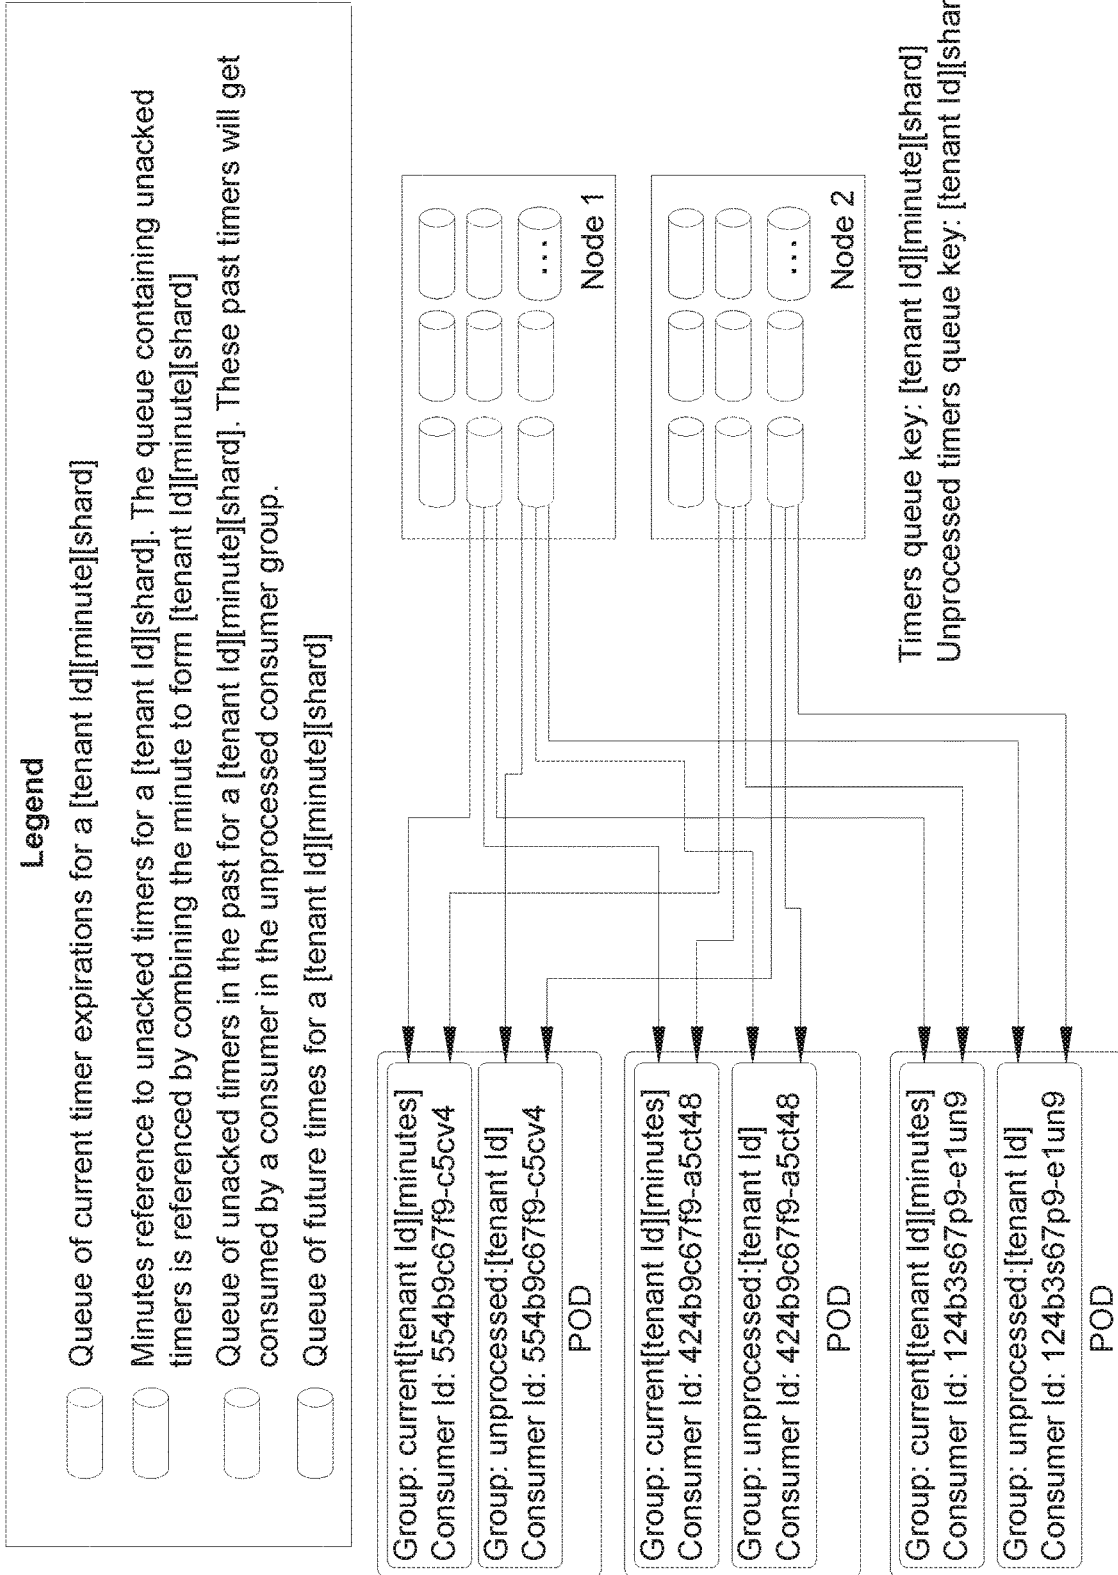 Legend
Queue of current timer expirations for a [tenant Id][minute][shard]
Minutes reference to unacked timers for a [tenant Id][shard]. The queue containing unacked
timers is referenced by combining the minute to form [tenant Id][minute][shard]
Queue of unacked timers in the past for a [tenant Id][minute][shard]. These past timers will get
consumed by a consumer in the unprocessed consumer group.
Queue of future times for a [tenant Id][minute][shard]
Group: current[tenant Id][minutes]
Consumer Id: 554b9c67f9-c5cv4
Group: unprocessed:[tenant Id]
Consumer Id: 554b9c67f9-c5cv4
POD
Group: current[tenant Id][minutes]
Consumer Id: 424b9c67f9-a5ct48
Group: unprocessed:[tenant Id]
Consumer Id: 424b9c67f9-a5ct48
POD
Group: current[tenant Id][minutes]
Consumer Id: 124b3s67p9-e1un9
Group: unprocessed:[tenant Id]
Consumer Id: 124b3s67p9-e1un9
POD
...
Node 1
...
Node 2
Timers queue key: [tenant Id][minute][shard]
Unprocessed timers queue key: [tenant Id][shar